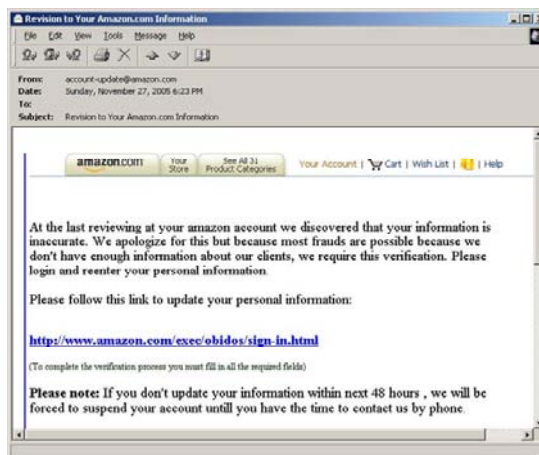 Revision to Your Amazon.com Information
File Edit View Tools Message Help
From: account-update@amazon.com
Date: Sunday, November 27, 2005 6:23 PM
To:
Subject: Revision to Your Amazon.com Information
amazon.com Your Store See All 31 Product Categories Your Account | Cart | Wish List | | Help
At the last reviewing at your amazon account we discovered that your information is
inaccurate. We apologize for this but because most frauds are possible because we
don't have enough information about our clients, we require this verification. Please
login and reenter your personal information.
Please follow this link to update your personal information:
http://www.amazon.com/exec/obidos/sign-in.html
(To complete the verification process you must fill in all the required fields)
Please note: If you don't update your information within next 48 hours , we will be
forced to suspend your account untill you have the time to contact us by phone.